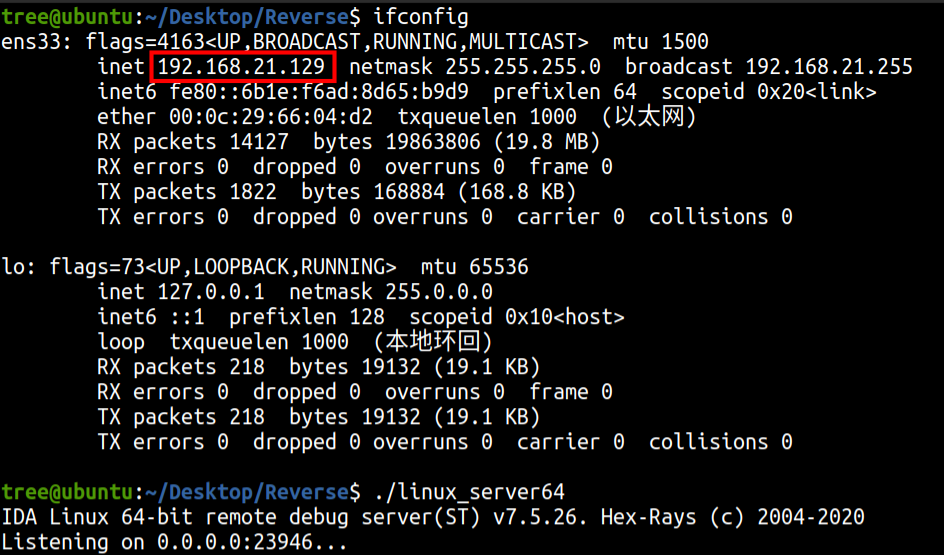 tree@ubuntu:~/Desktop/Reverse$ ifconfig
ens33: flags=4163<UP,BROADCAST,RUNNING,MULTICAST>  mtu 1500
        inet 192.168.21.129  netmask 255.255.255.0  broadcast 192.168.21.255
        inet6 fe80::6b1e:f6ad:8d65:b9d9  prefixlen 64  scopeid 0x20<link>
        ether 00:0c:29:66:04:d2  txqueuelen 1000  (以太网)
        RX packets 14127  bytes 19863806 (19.8 MB)
        RX errors 0  dropped 0  overruns 0  frame 0
        TX packets 1822  bytes 168884 (168.8 KB)
        TX errors 0  dropped 0 overruns 0  carrier 0  collisions 0

lo: flags=73<UP,LOOPBACK,RUNNING>  mtu 65536
        inet 127.0.0.1  netmask 255.0.0.0
        inet6 ::1  prefixlen 128  scopeid 0x10<host>
        loop  txqueuelen 1000  (本地环回)
        RX packets 218  bytes 19132 (19.1 KB)
        RX errors 0  dropped 0  overruns 0  frame 0
        TX packets 218  bytes 19132 (19.1 KB)
        TX errors 0  dropped 0 overruns 0  carrier 0  collisions 0

tree@ubuntu:~/Desktop/Reverse$ ./linux_server64
IDA Linux 64-bit remote debug server(ST) v7.5.26. Hex-Rays (c) 2004-2020
Listening on 0.0.0.0:23946...